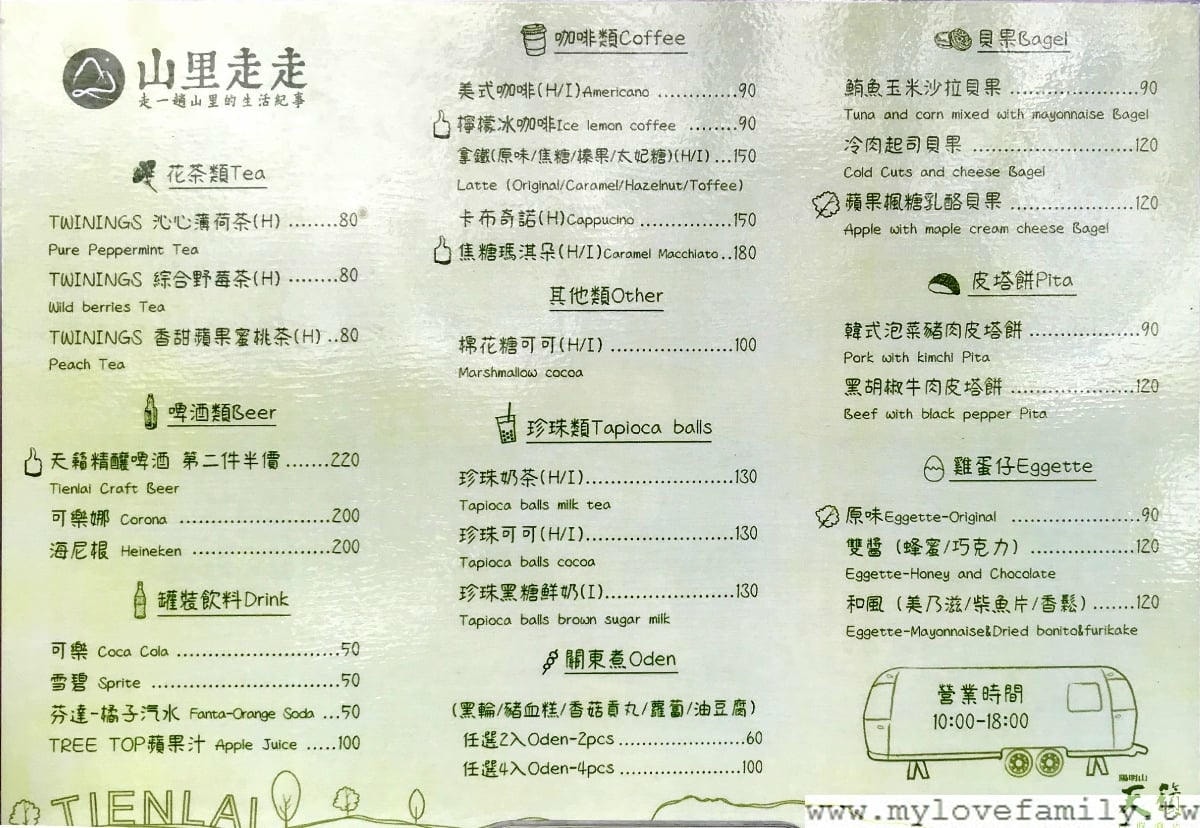 山里走走
走一趟山里的生活紀事
花茶類Tea
TWININGS 沁心薄荷茶(H) ........80
Pure Peppermint Tea
TWININGS 綜合野莓茶(H) ........80
Wild berries Tea
TWININGS 香甜蘋果蜜桃茶(H) ..80
Peach Tea
啤酒類Beer
天籟精釀啤酒 第二件半價.......220
Tienlai Craft Beer
可樂娜 Corona ........................200
海尼根 Heineken ......................200
罐裝飲料Drink
可樂 Coca Cola ..........................50
雪碧 Sprite ..............................50
芬達-橘子汽水 Fanta-Orange Soda ...50
TREE TOP蘋果汁 Apple Juice .....100
TIENLAI
咖啡類Coffee
美式咖啡(H/I)Americano .............90
檸檬冰咖啡Ice lemon coffee ........90
拿鐵(原味/焦糖/榛果/太妃糖)(H/I)...150
Latte (Original/Caramel/Hazelnut/Toffee)
卡布奇諾(H)Cappucino ..............150
焦糖瑪淇朵(H/I)Caramel Macchiato..180
其他類Other
棉花糖可可(H/I) ....................100
Marshmallow cocoa
珍珠類Tapioca balls
珍珠奶茶(H/I)........................130
Tapioca balls milk tea
珍珠可可(H/I)........................130
Tapioca balls cocoa
珍珠黑糖鮮奶(I).....................130
Tapioca balls brown sugar milk
關東煮Oden
(黑輪/豬血糕/香菇貢丸/蘿蔔/油豆腐)
任選2入Oden-2pcs.......................60
任選4入Oden-4pcs.....................100
貝果Bagel
鮪魚玉米沙拉貝果 .....................90
Tuna and corn mixed with mayonnaise Bagel
冷肉起司貝果 ..........................120
Cold Cuts and cheese Bagel
蘋果楓糖乳酪貝果 ...................120
Apple with maple cream cheese Bagel
皮塔餅Pita
韓式泡菜豬肉皮塔餅 ..................90
Pork with kimchi Pita
黑胡椒牛肉皮塔餅 ....................120
Beef with black pepper Pita
雞蛋仔Eggette
原味Eggette-Original .....................90
雙醬 (蜂蜜/巧克力) ..................120
Eggette-Honey and Chocolate
和風 (美乃滋/柴魚片/香鬆).......120
Eggette-Mayonnaise&Dried bonito&furikake
營業時間
10:00-18:00
陽明山
天籟
www.mylovefamily.tw